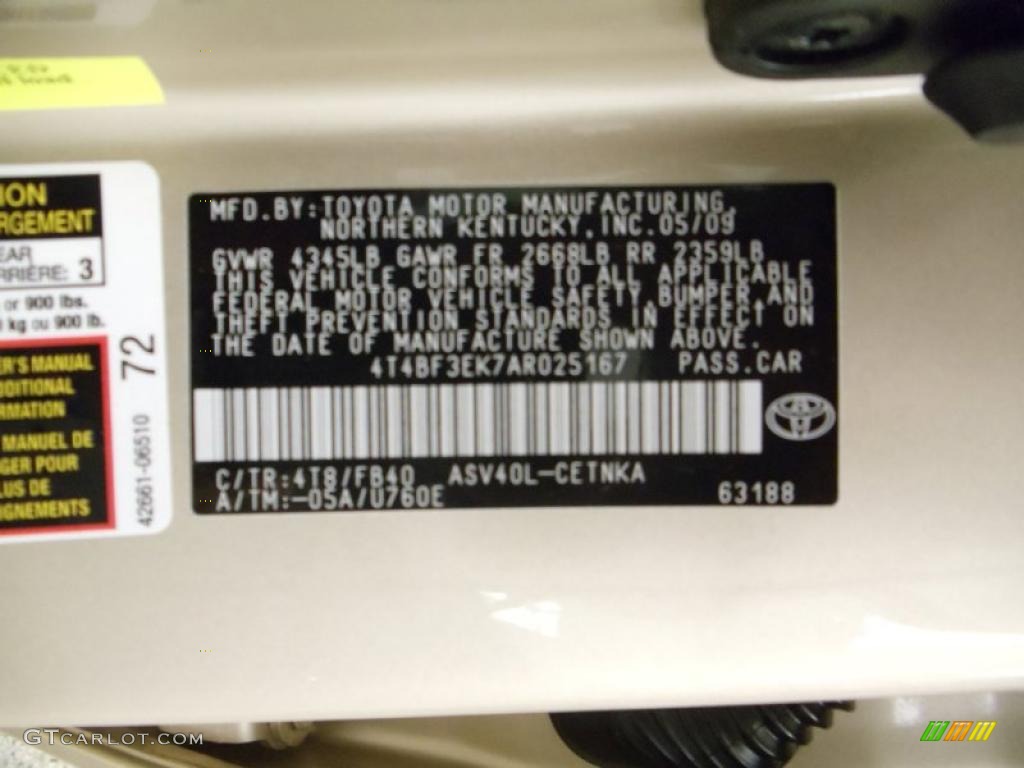 ION
RGEMENT
EAR
RRIÈRE: 3
or 900 lbs.
kg ou 900 lb.
R'S MANUAL
DDITIONAL
RMATION
MANUEL DE
GER POUR
LUS DE
IGNEMENTS
72
42661-06510
MFD.BY:TOYOTA MOTOR MANUFACTURING,
NORTHERN KENTUCKY,INC.05/09
GVWR 4345LB GAWR FR 2668LB RR 2359LB
THIS VEHICLE CONFORMS TO ALL APPLICABLE
FEDERAL MOTOR VEHICLE SAFETY,BUMPER,AND
THEFT PREVENTION STANDARDS IN EFFECT ON
THE DATE OF MANUFACTURE SHOWN ABOVE.
4T4BF3EK7AR025167 PASS.CAR
C/TR:4T8/FB40 ASV40L-CETNKA
A/TM:-05A/U760E 63188
GTCARLOT.COM